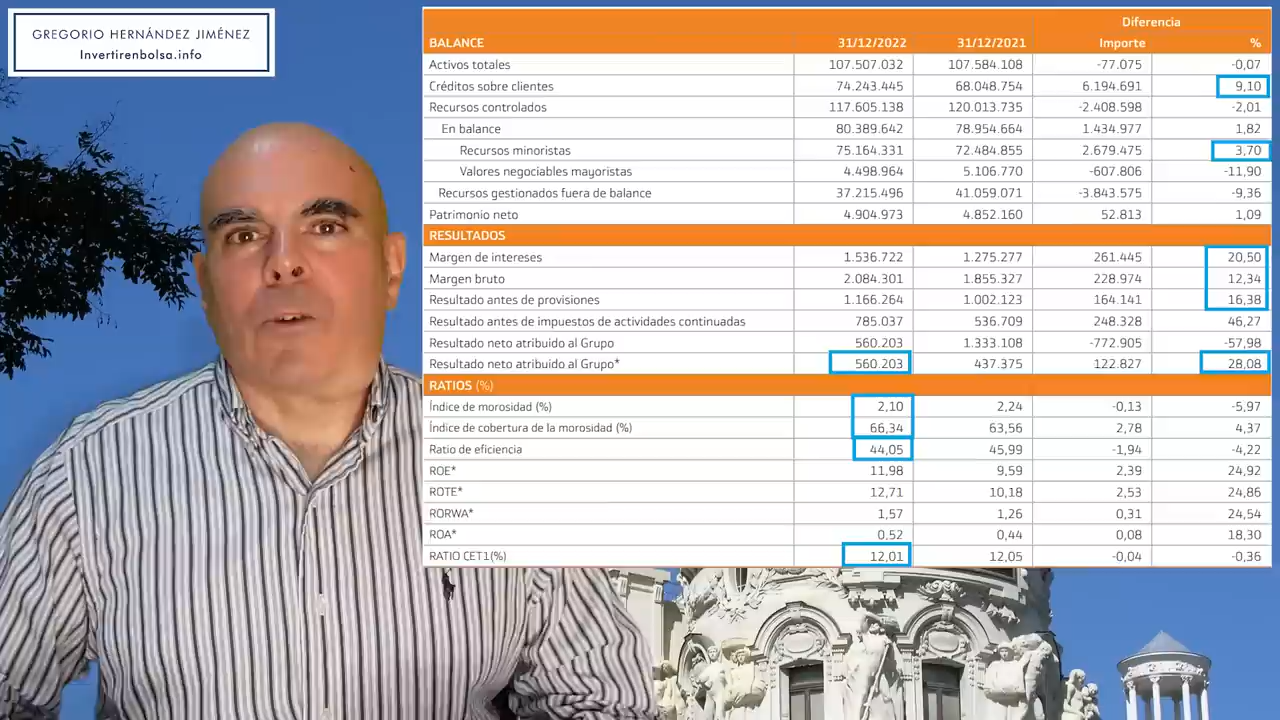 GREGORIO HERNÁNDEZ JIMÉNEZ
Invertirenbolsa.info
Diferencia
BALANCE 31/12/2022 31/12/2021 Importe %
Activos totales 107.507.032 107.584.108 -77.075 -0,07
Créditos sobre clientes 74.243.445 68.048.754 6.194.691 9,10
Recursos controlados 117.605.138 120.013.735 -2.408.598 -2,01
En balance 80.389.642 78.954.664 1.434.977 1,82
Recursos minoristas 75.164.331 72.484.855 2.679.475 3,70
Valores negociables mayoristas 4.498.964 5.106.770 -607.806 -11,90
Recursos gestionados fuera de balance 37.215.496 41.059.071 -3.843.575 -9,36
Patrimonio neto 4.904.973 4.852.160 52.813 1,09
RESULTADOS
Margen de intereses 1.536.722 1.275.277 261.445 20,50
Margen bruto 2.084.301 1.855.327 228.974 12,34
Resultado antes de provisiones 1.166.264 1.002.123 164.141 16,38
Resultado antes de impuestos de actividades continuadas 785.037 536.709 248.328 46,27
Resultado neto atribuido al Grupo 560.203 1.333.108 -772.905 -57,98
Resultado neto atribuido al Grupo* 560.203 437.375 122.827 28,08
RATIOS (%)
Índice de morosidad (%) 2,10 2,24 -0,13 -5,97
Índice de cobertura de la morosidad (%) 66,34 63,56 2,78 4,37
Ratio de eficiencia 44,05 45,99 -1,94 -4,22
ROE* 11,98 9,59 2,39 24,92
ROTE* 12,71 10,18 2,53 24,86
RORWA* 1,57 1,26 0,31 24,54
ROA* 0,52 0,44 0,08 18,30
RATIO CET1(%) 12,01 12,05 -0,04 -0,36